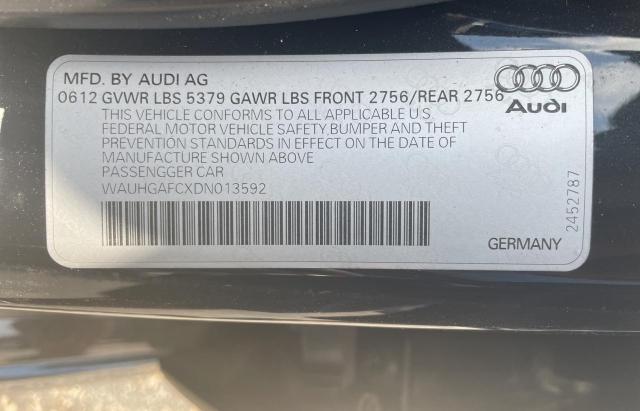 MFD. BY AUDI AG
0612 GVWR LBS 5379 GAWR LBS FRONT 2756/REAR 2756
THIS VEHICLE CONFORMS TO ALL APPLICABLE U.S
FEDERAL MOTOR VEHICLE SAFETY,BUMPER AND THEFT
PREVENTION STANDARDS IN EFFECT ON THE DATE OF
MANUFACTURE SHOWN ABOVE
PASSENGGER CAR
WAUHGAFCXDN013592
Audi
2452787
GERMANY